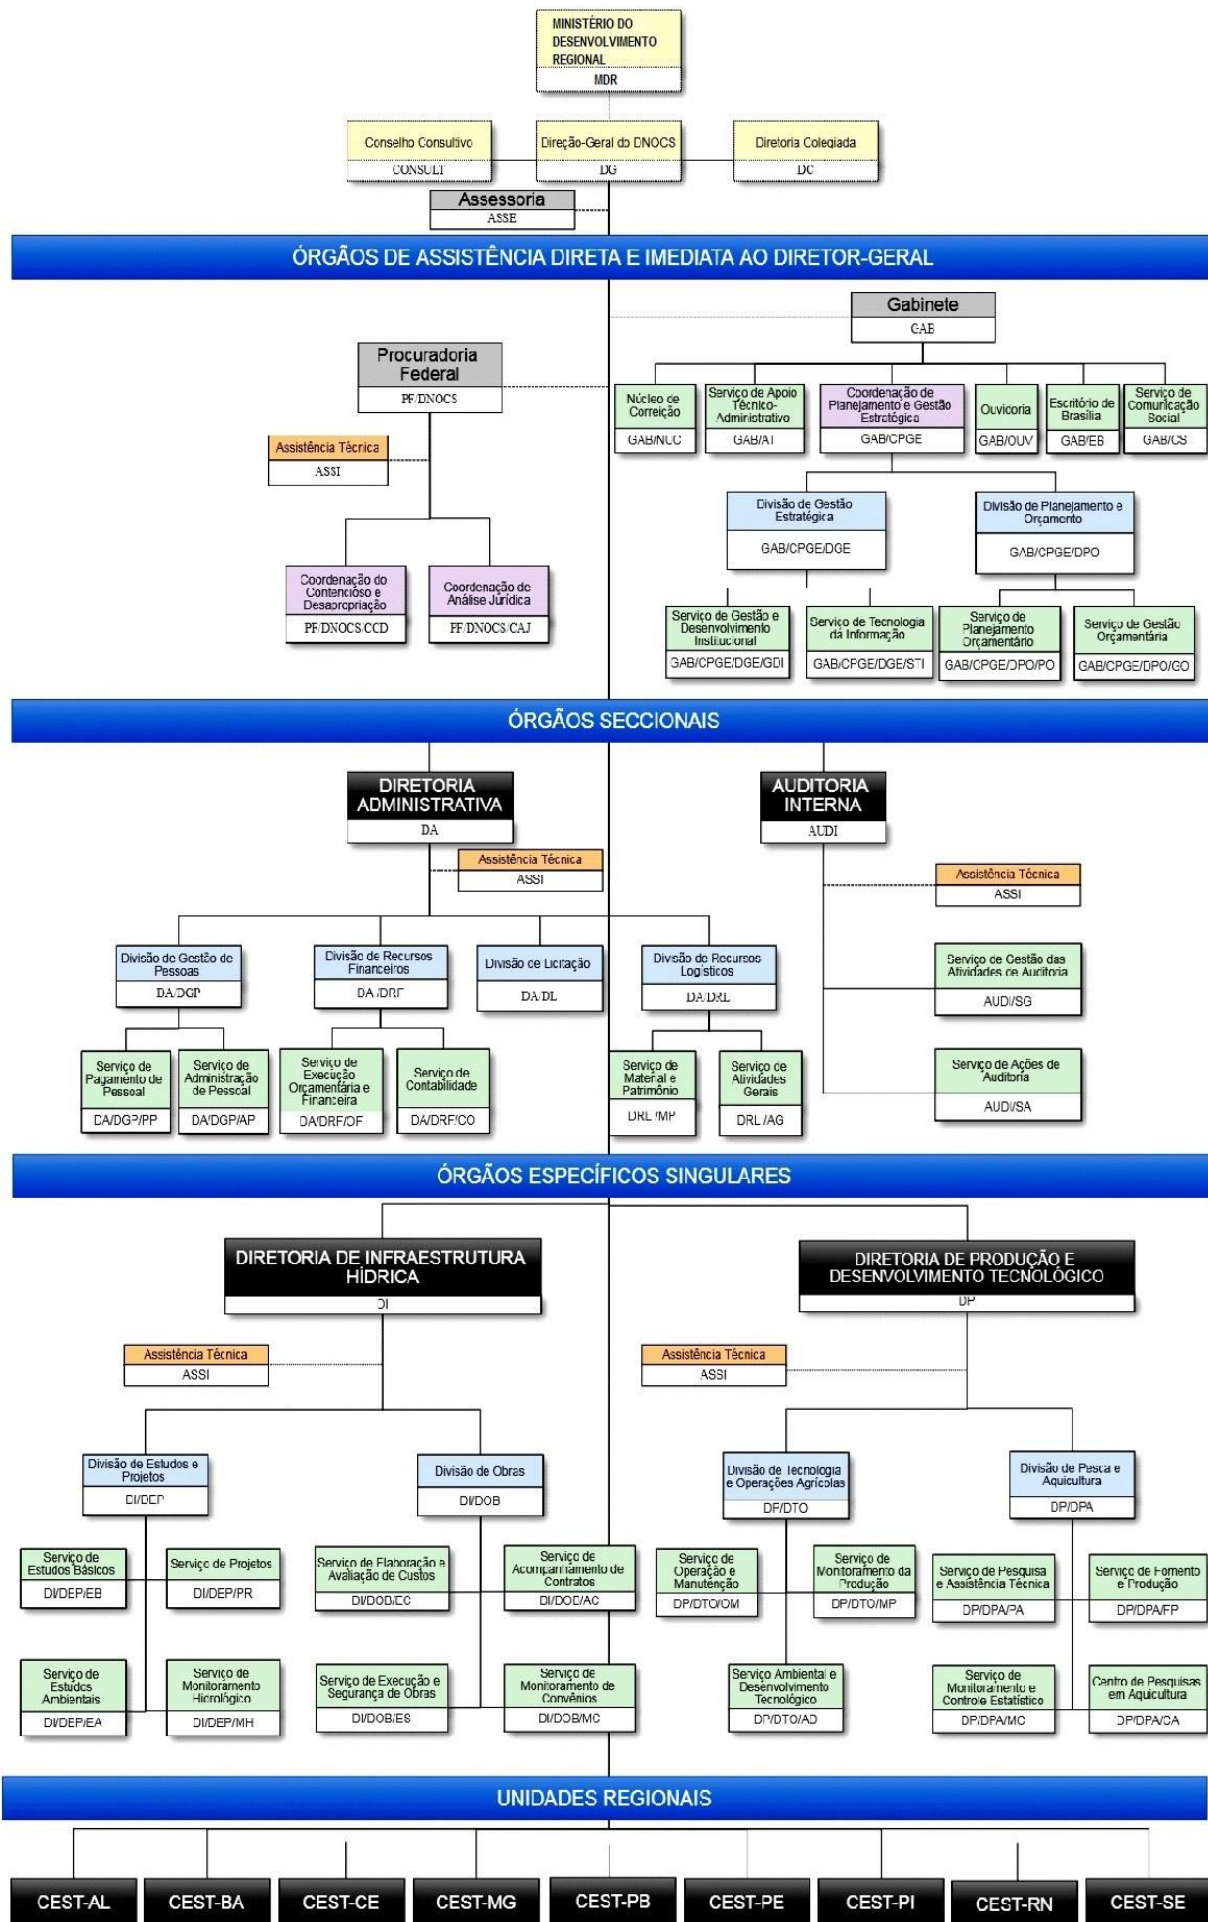 MINISTÉRIO DO
DESENVOLVIMENTO
REGIONAL
MDR
Conselho Consultivo
CONSULT
Direção-Geral do DNOCS
DG
Diretoria Colegiada
DC
Assessoria
ASSE
ÓRGÃOS DE ASSISTÊNCIA DIRETA E IMEDIATA AO DIRETOR-GERAL
Gabinete
GAB
Procuradoria
Federal
PF/DNOCS
Núcleo de
Correição
GAB/NUC
Serviço de Apoio
Técnico-
Administrativo
GAB/AT
Coordenação de
Planejamento e Gestão
Estratégica
GAB/CPGE
Ouvidoria
GAB/OUV
Escritório de
Brasília
GAB/EB
Serviço de
Comunicação
Social
GAB/CS
Assistência Técnica
ASSI
Divisão de Gestão
Estratégica
GAB/CPGE/DGE
Divisão de Planejamento e
Orçamento
GAB/CPGE/DPO
Coordenação do
Contencioso e
Desapropriação
PF/DNOCS/CCD
Coordenação de
Análise Jurídica
PF/DNOCS/CAJ
Serviço de Gestão e
Desenvolvimento
Institucional
GAB/CPGE/DGE/GDI
Serviço de Tecnologia
da Informação
GAB/CPGE/DGE/STI
Serviço de
Planejamento
Orçamentário
GAB/CPGE/DPO/PO
Serviço de Gestão
Orçamentária
GAB/CPGE/DPO/GO
ÓRGÃOS SECCIONAIS
DIRETORIA
ADMINISTRATIVA
DA
AUDITORIA
INTERNA
AUDI
Assistência Técnica
ASSI
Assistência Técnica
ASSI
Divisão de Gestão de
Pessoas
DA/DGP
Divisão de Recursos
Financeiros
DA/DRF
Divisão de Licitação
DA/DL
Divisão de Recursos
Logísticos
DA/DRL
Serviço de Gestão das
Atividades de Auditoria
AUDI/SG
Serviço de
Pagamento de
Pessoal
DA/DGP/PP
Serviço de
Administração
de Pessoal
DA/DGP/AP
Serviço de
Execução
Orçamentária e
Financeira
DA/DRF/OF
Serviço de
Contabilidade
DA/DRF/CO
Serviço de
Material e
Patrimônio
DRL/MP
Serviço de
Atividades
Gerais
DRL/AG
Serviço de Ações de
Auditoria
AUDI/SA
ÓRGÃOS ESPECÍFICOS SINGULARES
DIRETORIA DE INFRAESTRUTURA
HÍDRICA
DI
DIRETORIA DE PRODUÇÃO E
DESENVOLVIMENTO TECNOLÓGICO
DP
Assistência Técnica
ASSI
Assistência Técnica
ASSI
Divisão de Estudos e
Projetos
DI/DEP
Divisão de Obras
DI/DOB
Divisão de Tecnologia
e Operações Agrícolas
DP/DTO
Divisão de Pesca e
Aquicultura
DP/DPA
Serviço de
Estudos Básicos
DI/DEP/EB
Serviço de Projetos
DI/DEP/PR
Serviço de Elaboração e
Avaliação de Custos
DI/DOB/EC
Serviço de
Acompanhamento de
Contratos
DI/DOB/AC
Serviço de
Operação e
Manutenção
DP/DTO/OM
Serviço de
Monitoramento da
Produção
DP/DTO/MP
Serviço de Pesquisa
e Assistência Técnica
DP/DPA/PA
Serviço de Fomento
e Produção
DP/DPA/FP
Serviço de
Estudos
Ambientais
DI/DEP/EA
Serviço de
Monitoramento
Hidrológico
DI/DEP/MH
Serviço de Execução e
Segurança de Obras
DI/DOB/ES
Serviço de
Monitoramento de
Convênios
DI/DOB/MC
Serviço Ambiental e
Desenvolvimento
Tecnológico
DP/DTO/AD
Serviço de
Monitoramento e
Controle Estatístico
DP/DPA/MC
Centro de Pesquisas
em Aquicultura
DP/DPA/CA
UNIDADES REGIONAIS
CEST-AL
CEST-BA
CEST-CE
CEST-MG
CEST-PB
CEST-PE
CEST-PI
CEST-RN
CEST-SE